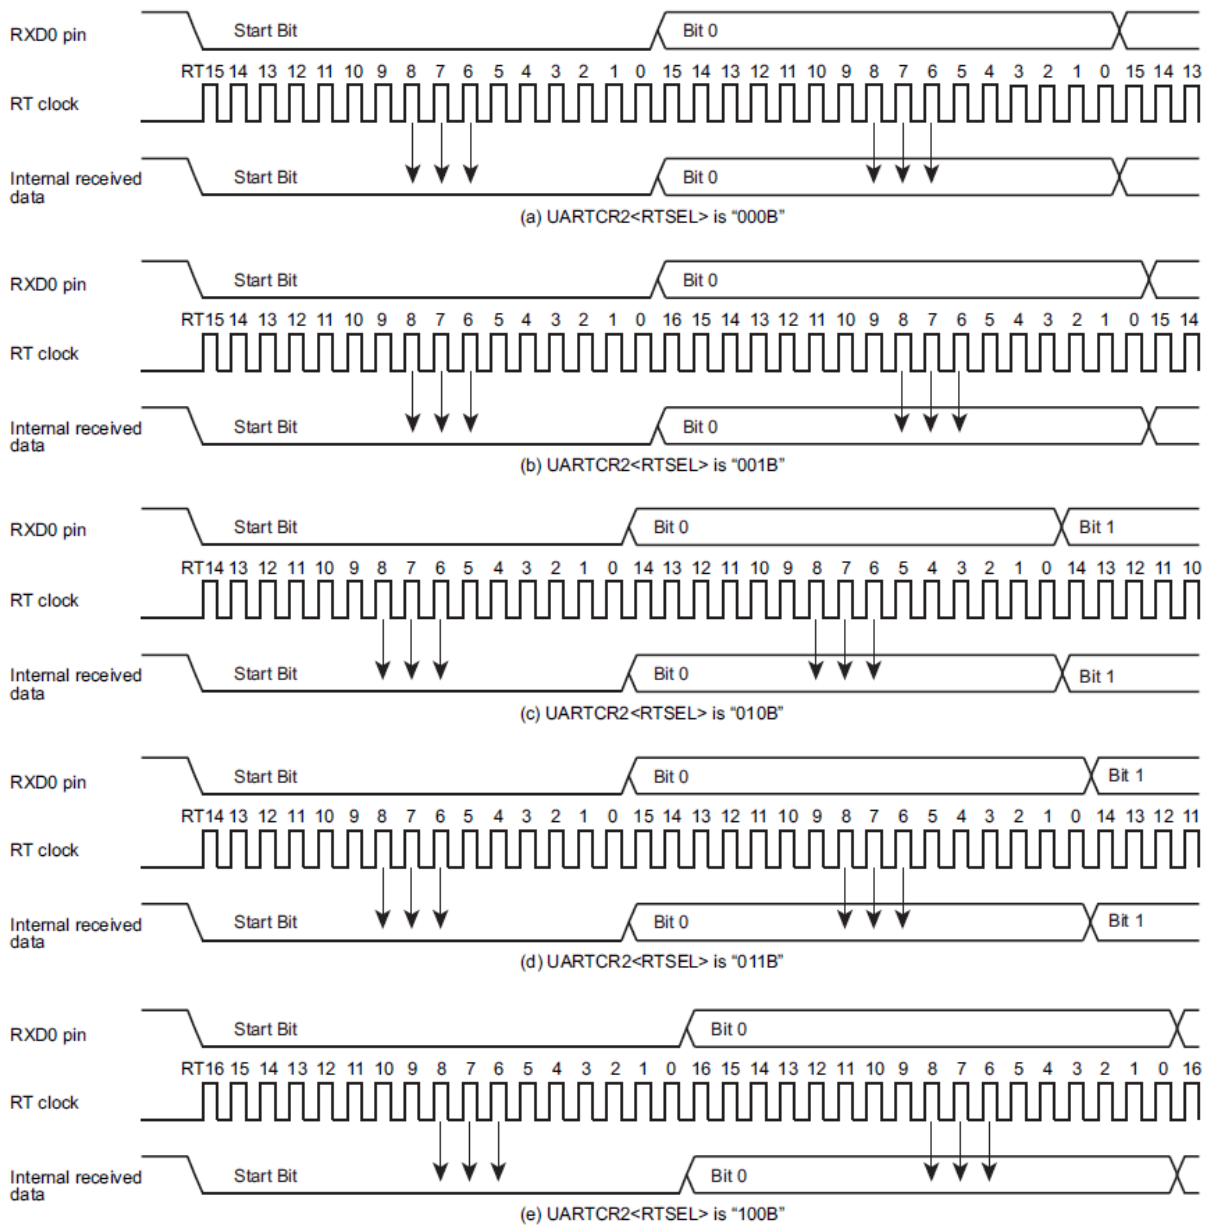 RXD0 pin Start Bit Bit 0
RT15 14 13 12 11 10 9 8 7 6 5 4 3 2 1 0 15 14 13 12 11 10 9 8 7 6 5 4 3 2 1 0 15 14 13
RT clock
Internal received data Start Bit Bit 0
(a) UARTCR2<RTSEL> is “000B”
RXD0 pin Start Bit Bit 0
RT15 14 13 12 11 10 9 8 7 6 5 4 3 2 1 0 16 15 14 13 12 11 10 9 8 7 6 5 4 3 2 1 0 15 14
RT clock
Internal received data Start Bit Bit 0
(b) UARTCR2<RTSEL> is “001B”
RXD0 pin Start Bit Bit 0 Bit 1
RT14 13 12 11 10 9 8 7 6 5 4 3 2 1 0 14 13 12 11 10 9 8 7 6 5 4 3 2 1 0 14 13 12 11 10
RT clock
Internal received data Start Bit Bit 0 Bit 1
(c) UARTCR2<RTSEL> is “010B”
RXD0 pin Start Bit Bit 0 Bit 1
RT14 13 12 11 10 9 8 7 6 5 4 3 2 1 0 15 14 13 12 11 10 9 8 7 6 5 4 3 2 1 0 14 13 12 11
RT clock
Internal received data Start Bit Bit 0 Bit 1
(d) UARTCR2<RTSEL> is “011B”
RXD0 pin Start Bit Bit 0
RT16 15 14 13 12 11 10 9 8 7 6 5 4 3 2 1 0 16 15 14 13 12 11 10 9 8 7 6 5 4 3 2 1 0 16
RT clock
Internal received data Start Bit Bit 0
(e) UARTCR2<RTSEL> is “100B”